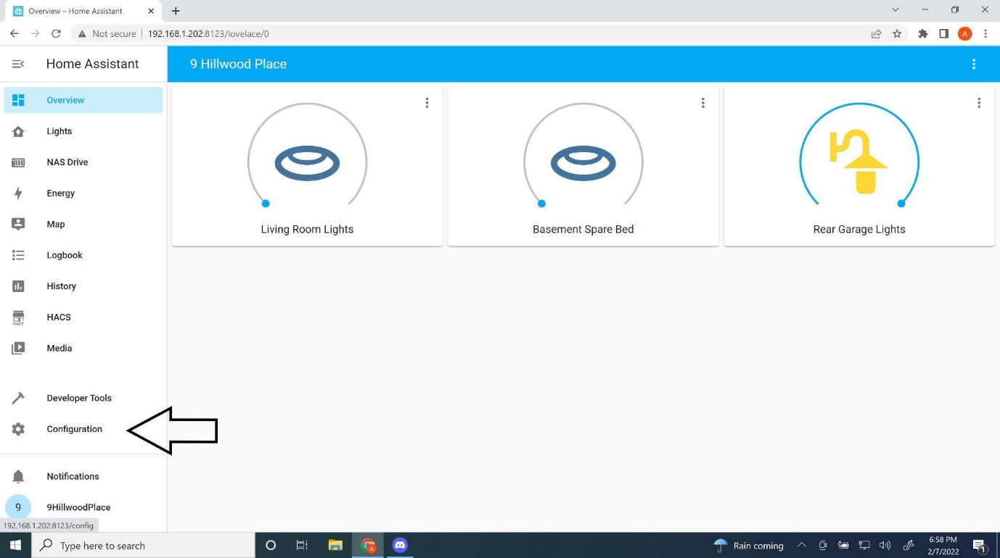 Overview – Home Assistant
Not secure
192.168.1.202:8123/lovelace/0
A
Home Assistant
9 Hillwood Place
Overview
Lights
NAS Drive
Energy
Map
Logbook
History
HACS
HACS
Media
Developer Tools
Configuration
Notifications
9
9HillwoodPlace
Living Room Lights
Basement Spare Bed
Rear Garage Lights
192.168.1.202:8123/config
Type here to search
A
Rain coming
6:58 PM
2/7/2022
1